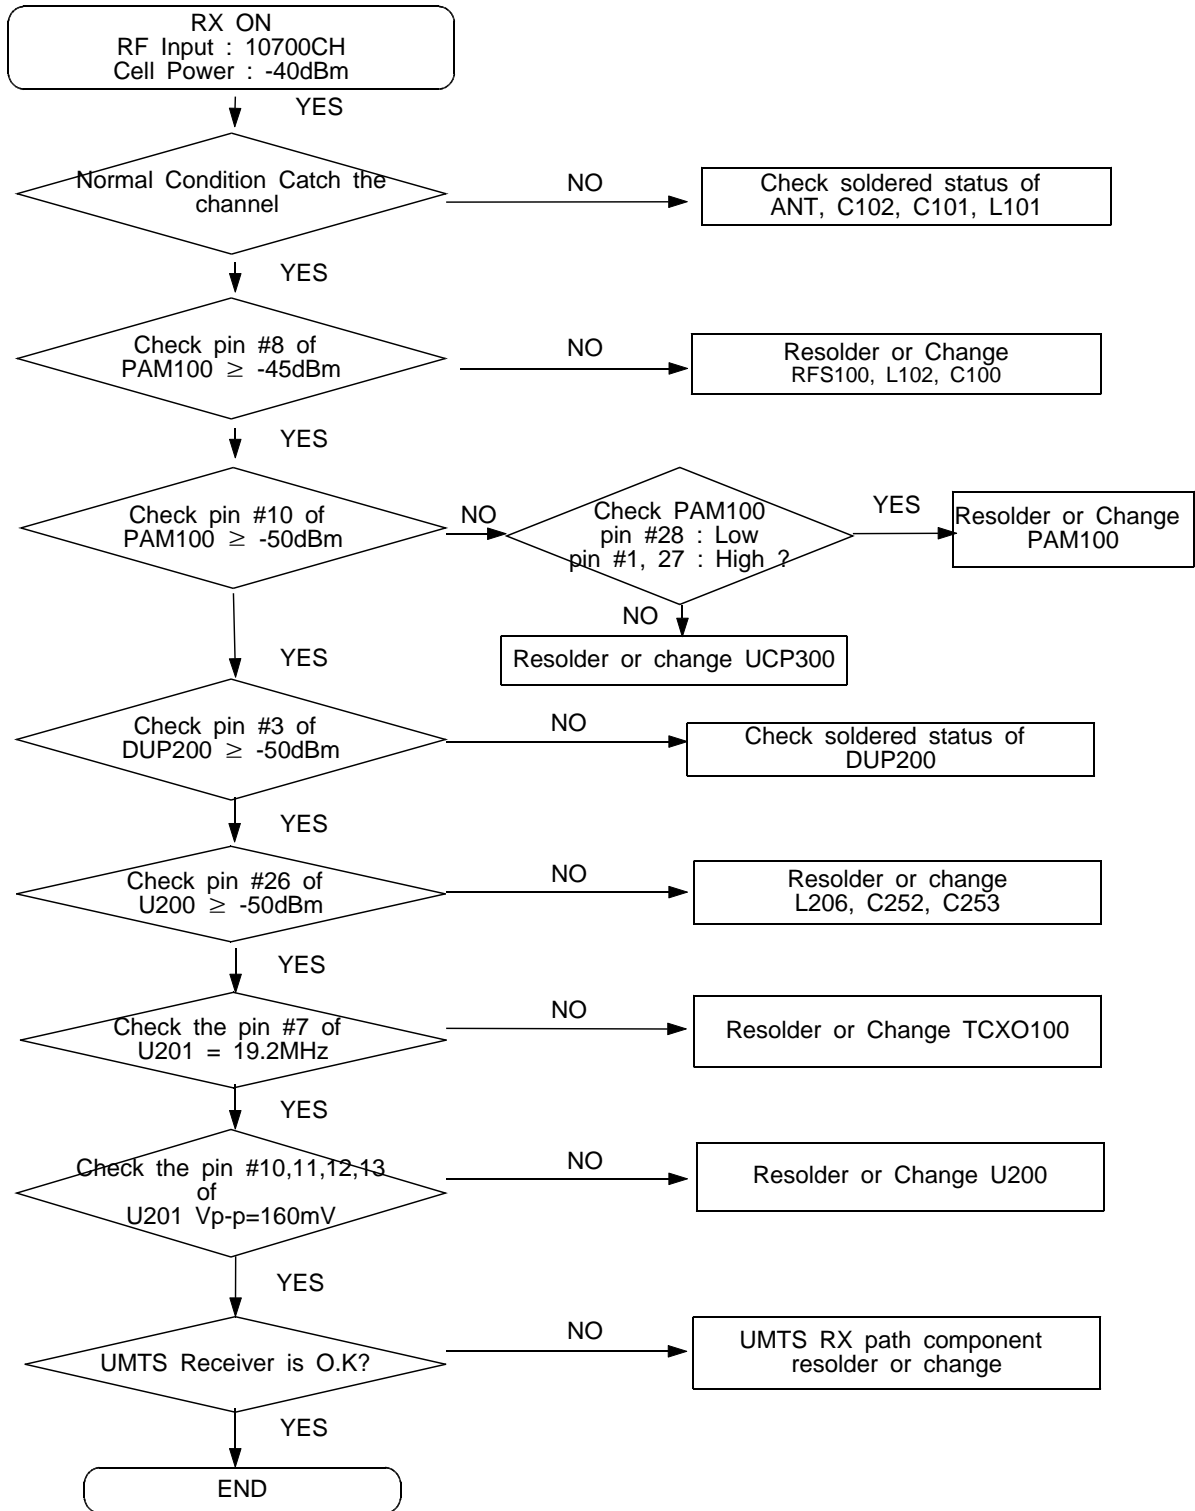 RX ON
RF Input : 10700CH
Cell Power : -40dBm
YES
Normal Condition Catch the
channel
NO
Check soldered status of
ANT, C102, C101, L101
YES
Check pin #8 of
PAM100 ≥ -45dBm
NO
Resolder or Change
RFS100, L102, C100
YES
Check pin #10 of
PAM100 ≥ -50dBm
NO
Check PAM100
pin #28 : Low
pin #1, 27 : High ?
YES
Resolder or Change
PAM100
NO
Resolder or change UCP300
YES
Check pin #3 of
DUP200 ≥ -50dBm
NO
Check soldered status of
DUP200
YES
Check pin #26 of
U200 ≥ -50dBm
NO
Resolder or change
L206, C252, C253
YES
Check the pin #7 of
U201 = 19.2MHz
NO
Resolder or Change TCXO100
YES
Check the pin #10,11,12,13
of
U201 Vp-p=160mV
NO
Resolder or Change U200
YES
UMTS Receiver is O.K?
NO
UMTS RX path component
resolder or change
YES
END